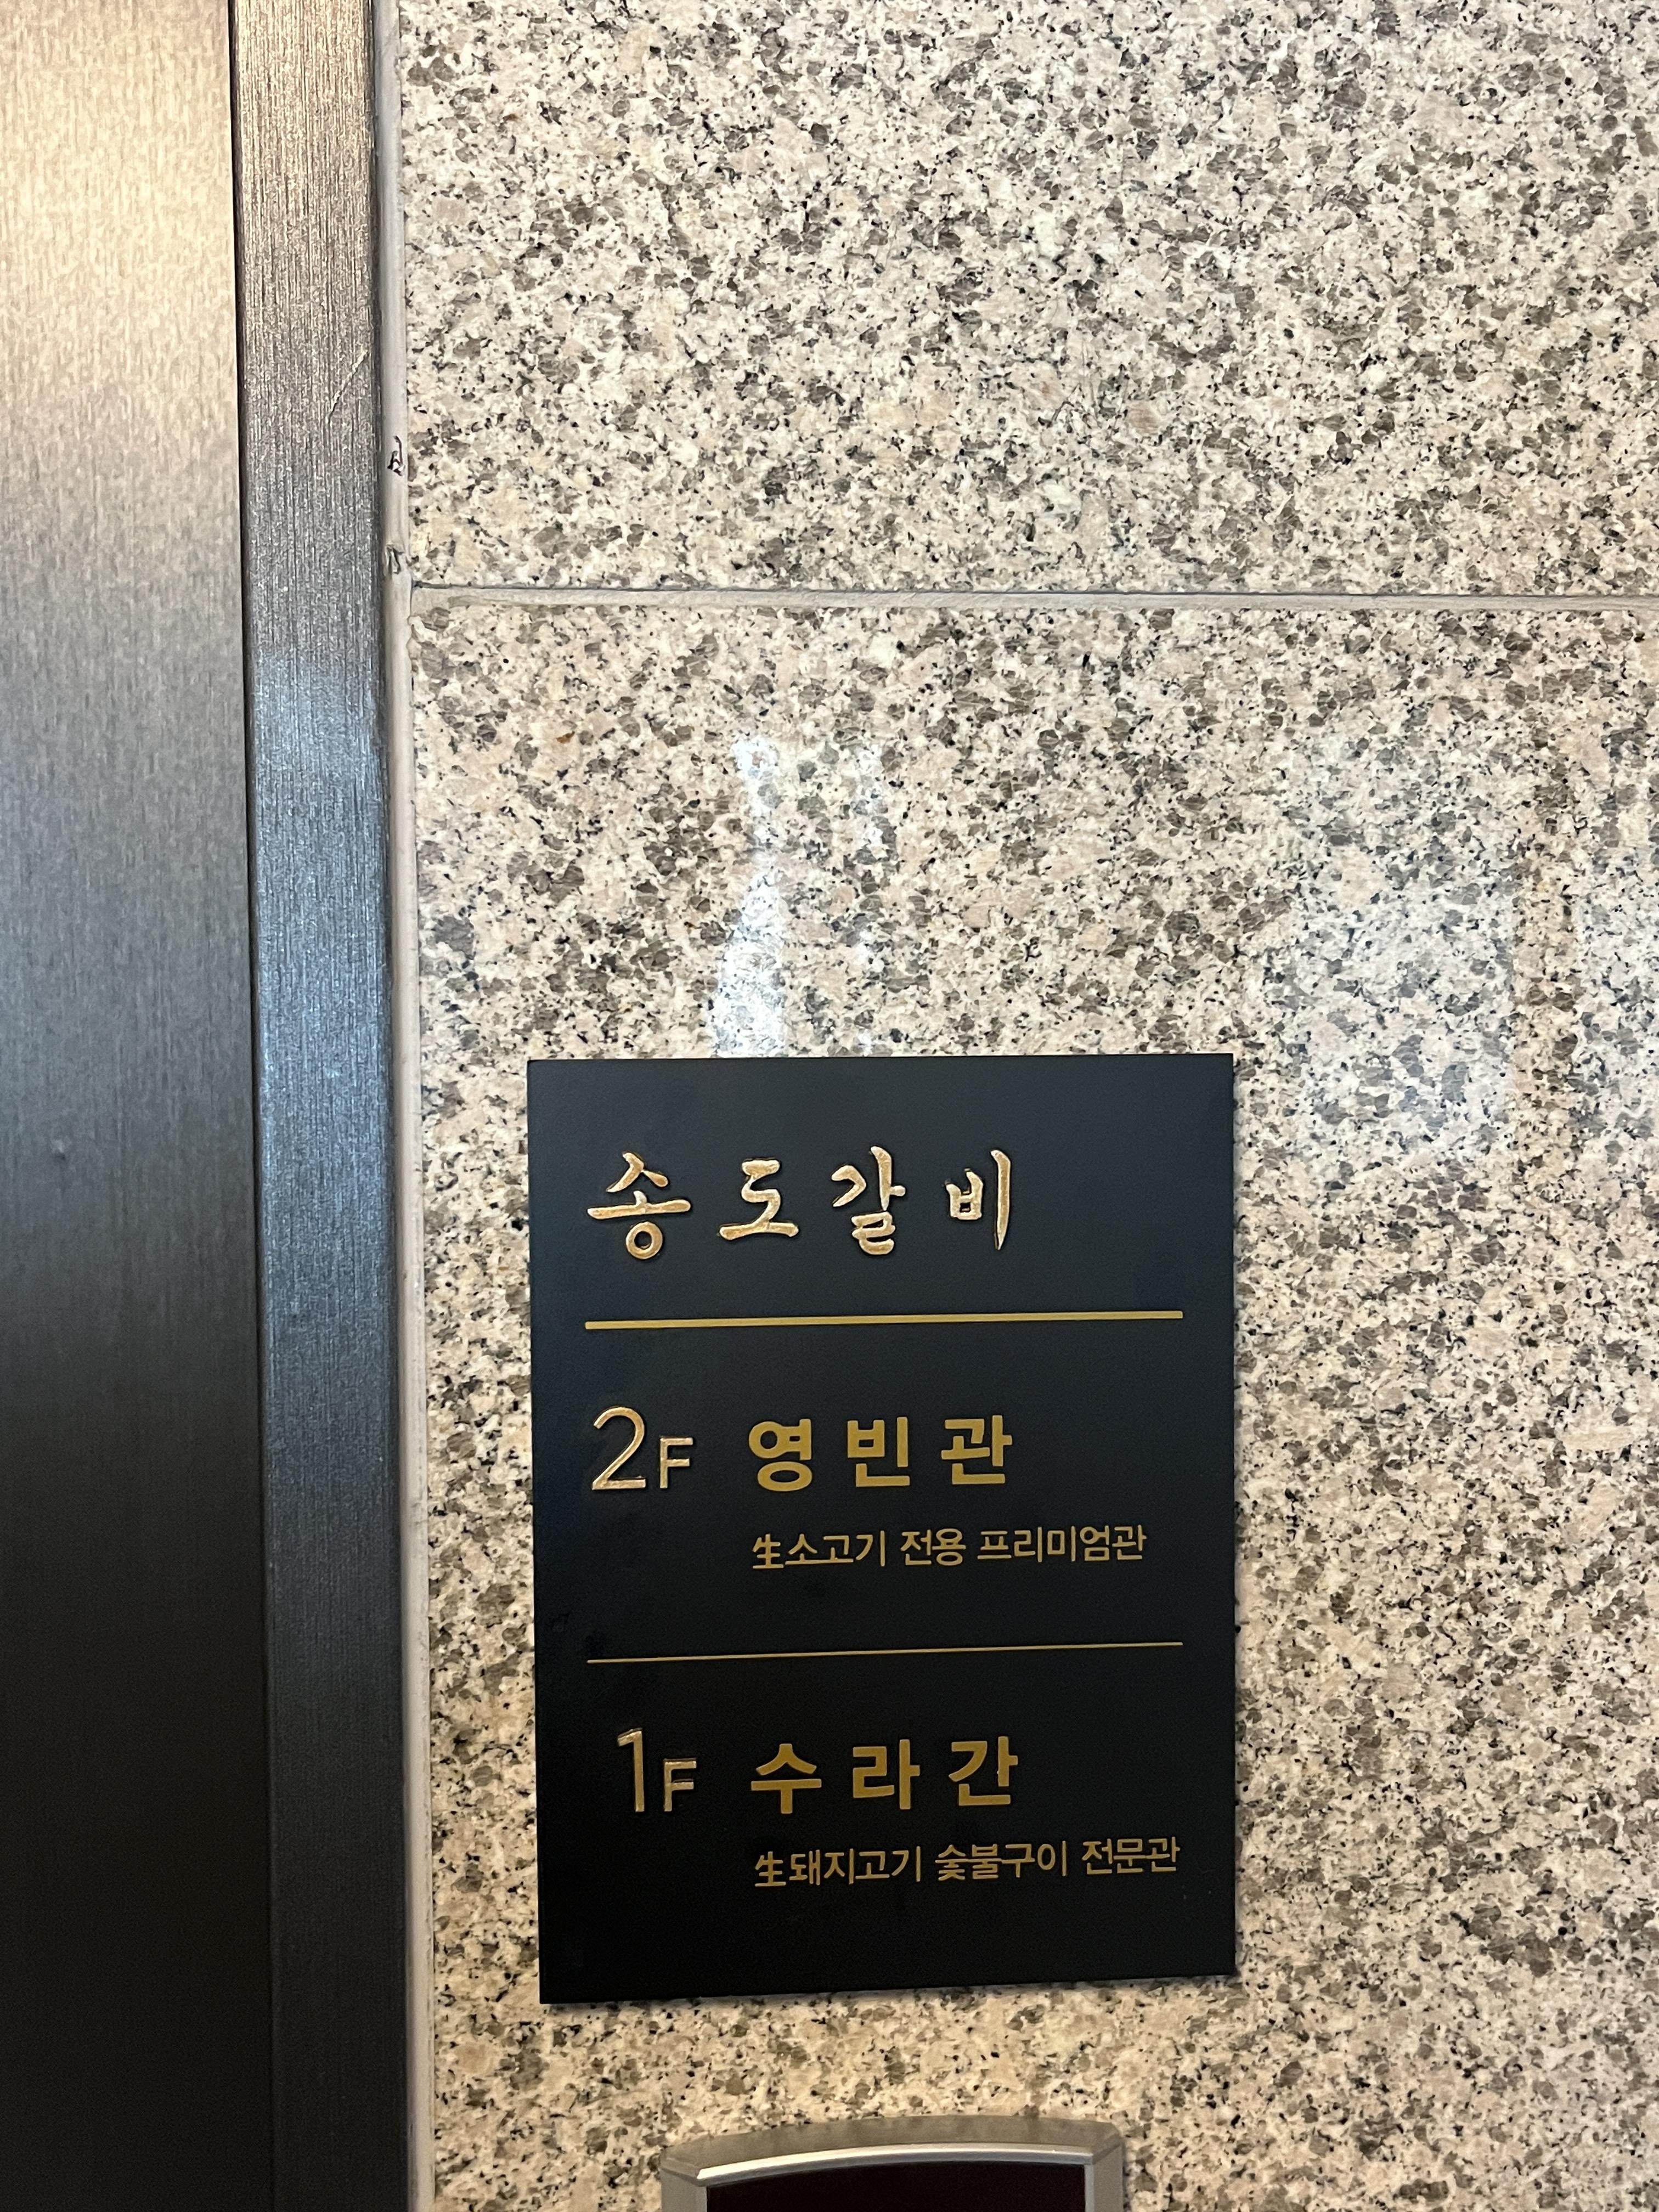 송도갈비
2F 영빈관
生소고기 전용 프리미엄관
1F 수라간
生돼지고기 숯불구이 전문관